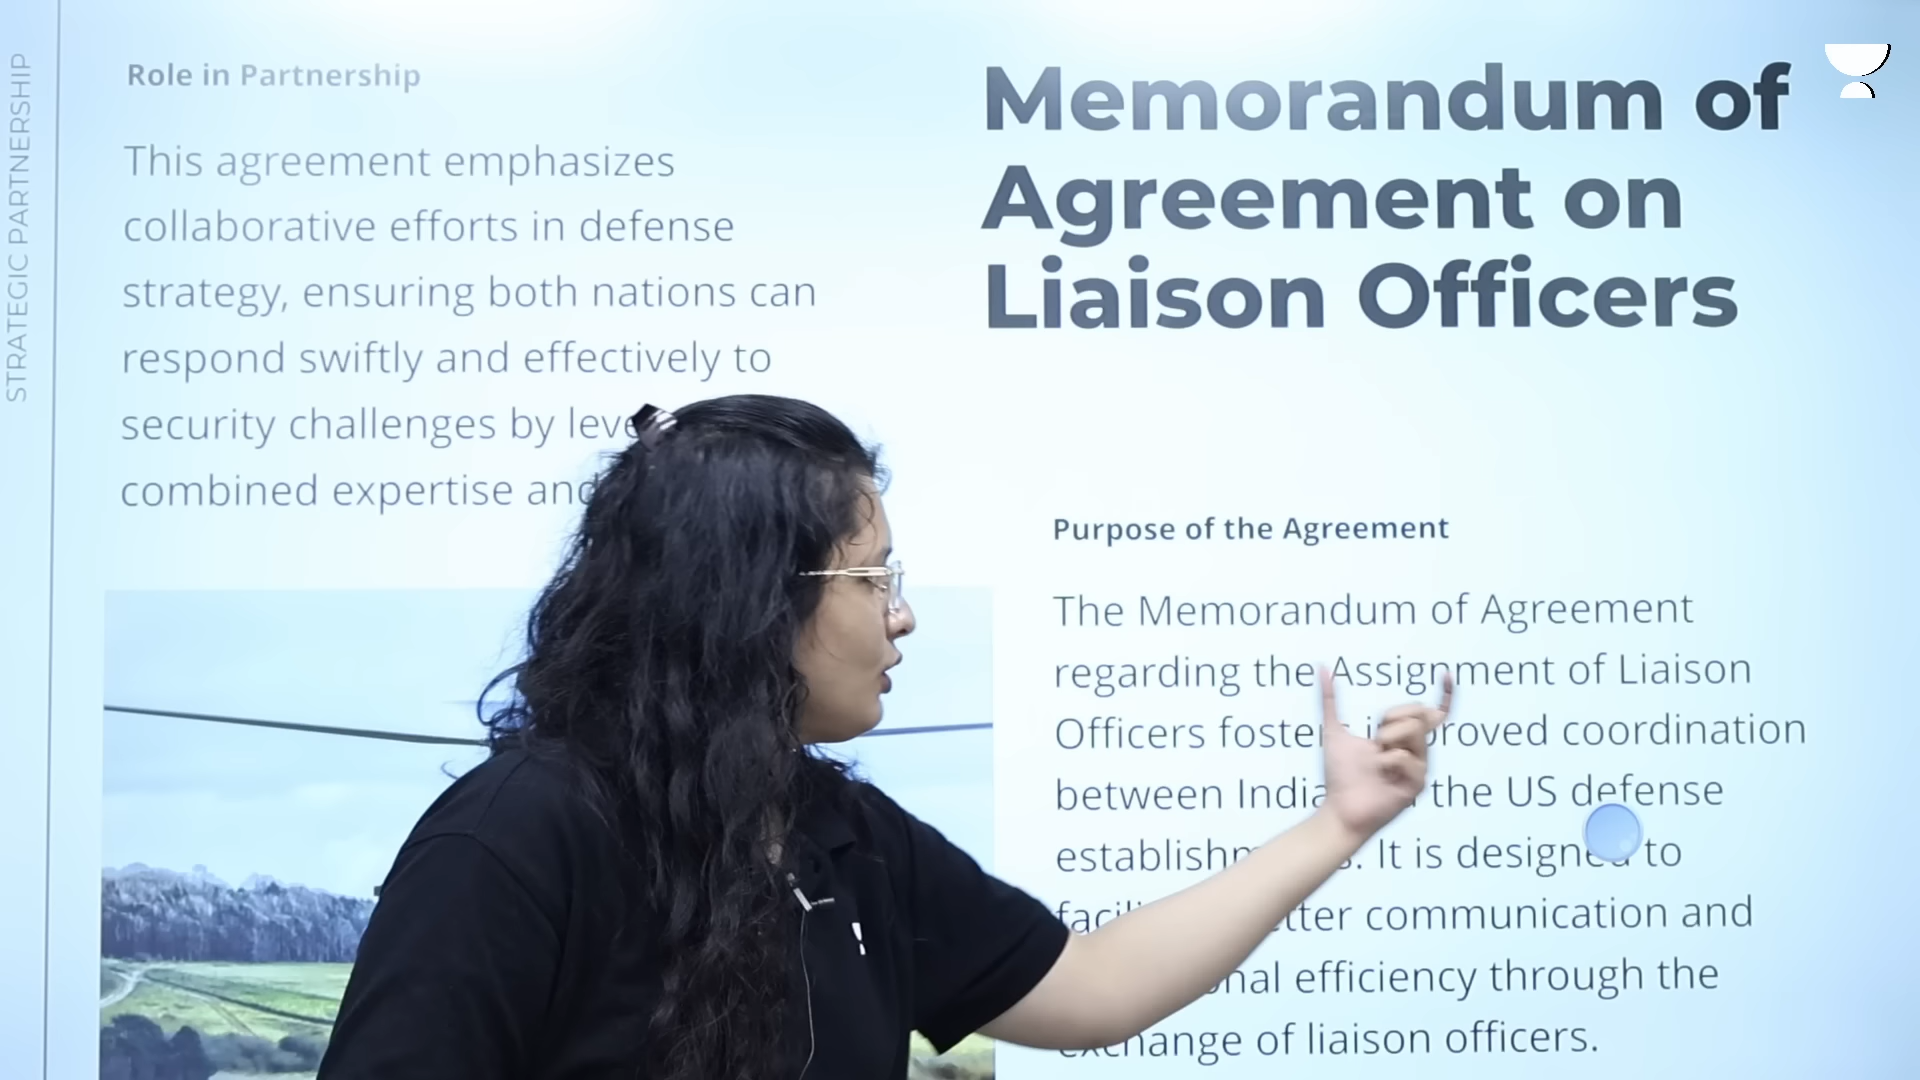 STRATEGIC PARTNERSHIP
Role in Partnership
This agreement emphasizes
collaborative efforts in defense
strategy, ensuring both nations can
respond swiftly and effectively to
security challenges by
combined expertise and
Memorandum of
Agreement on
Liaison Officers
Purpose of the Agreement
The Memorandum of Agreement
regarding the Assignment of Liaison
Officers improved coordination
between the US defense
It is designed to
communication and
efficiency through the
of liaison officers.